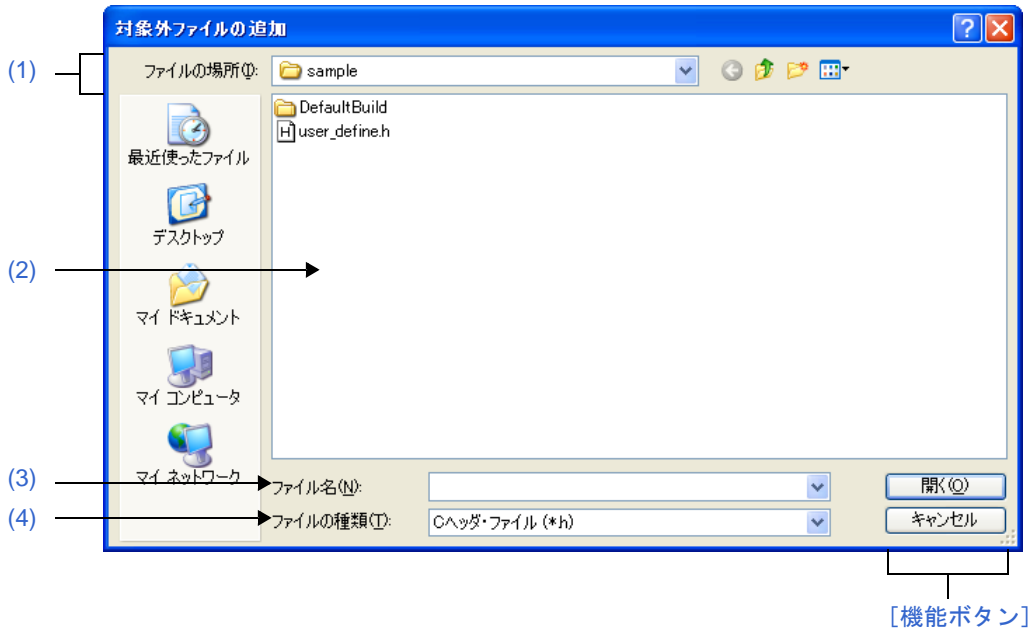 対象外ファイルの追加
(1)
ファイルの場所(I):
sample
DefaultBuild
user_define.h
最近使ったファイル
デスクトップ
(2)
マイ ドキュメント
マイ コンピュータ
マイ ネットワーク
(3)
ファイル名(N):
開く(O)
(4)
ファイルの種類(T):
Cヘッダ・ファイル (*h)
キャンセル
[機能ボタン]